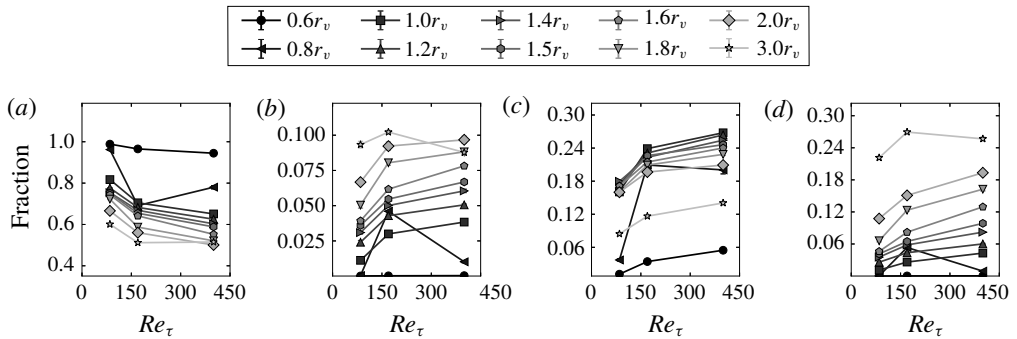 0.6r_v 1.0r_v 1.4r_v 1.6r_v 2.0r_v
0.8r_v 1.2r_v 1.5r_v 1.8r_v 3.0r_v
(a) (b) (c) (d)
Fraction
1.0
0.8
0.6
0.4
0 150 300 450
Re_τ
0.100
0.075
0.050
0.025
0 150 300 450
Re_τ
0.30
0.24
0.18
0.12
0.06
0 150 300 450
Re_τ
0.30
0.24
0.18
0.12
0.06
0 150 300 450
Re_τ